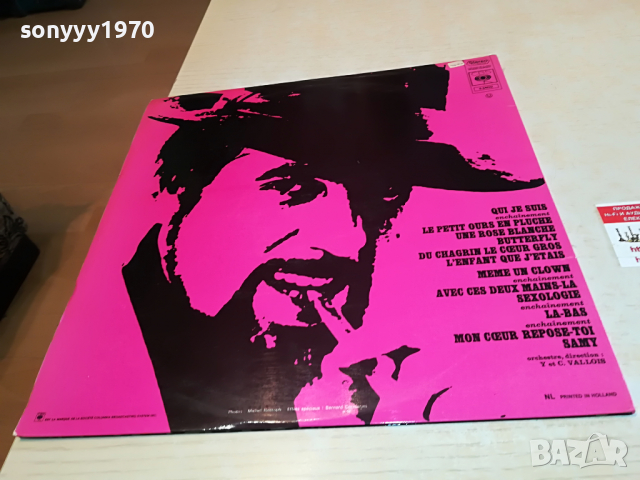 sonyyy1970
QUI JE SUIS
enchainement
LE PETIT OURS EN PLUCHE
UNE ROSE BLANCHE
BUTTERFLY
DU CHAGRIN LE CŒUR GROS
L'ENFANT QUE J'ETAIS
MEME UN CLOWN
enchainement
AVEC CES DEUX MAINS-LA
SEXOLOGIE
enchainement
LA-BAS
enchainement
MON CŒUR REPOSE-TOI
SAMY
orchestre, direction :
Y et C. VALLOIS
NL PRINTED IN HOLLAND
BAZAR